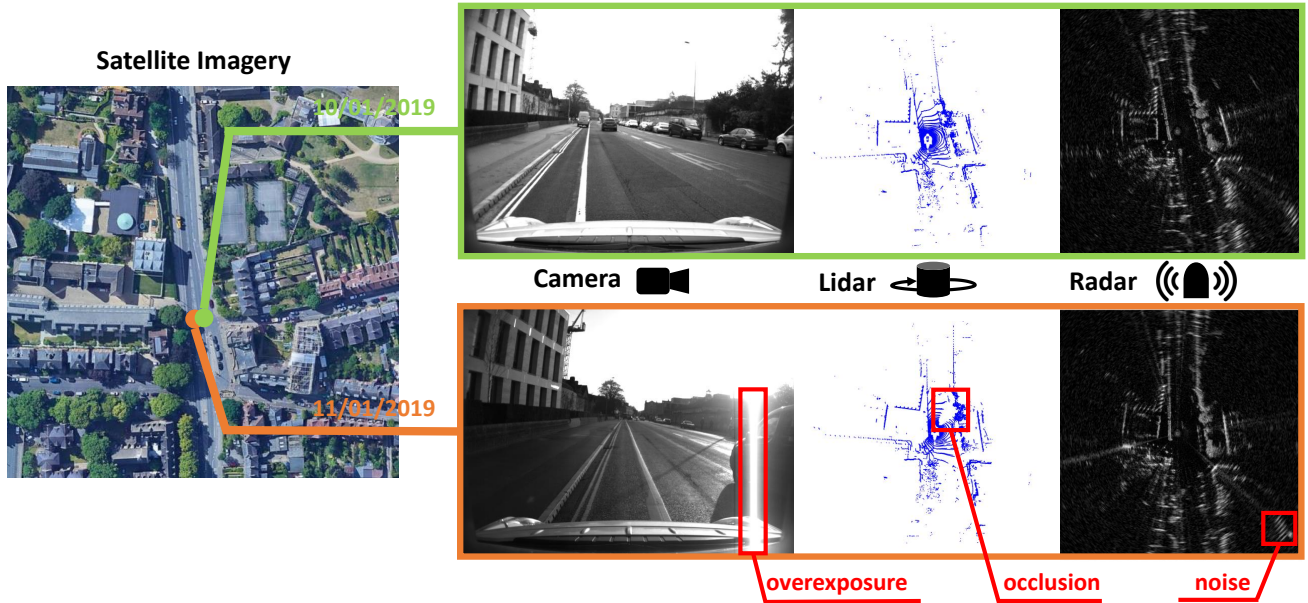 Satellite Imagery
10/01/2019
Camera
Lidar
Radar
11/01/2019
overexposure
occlusion
noise